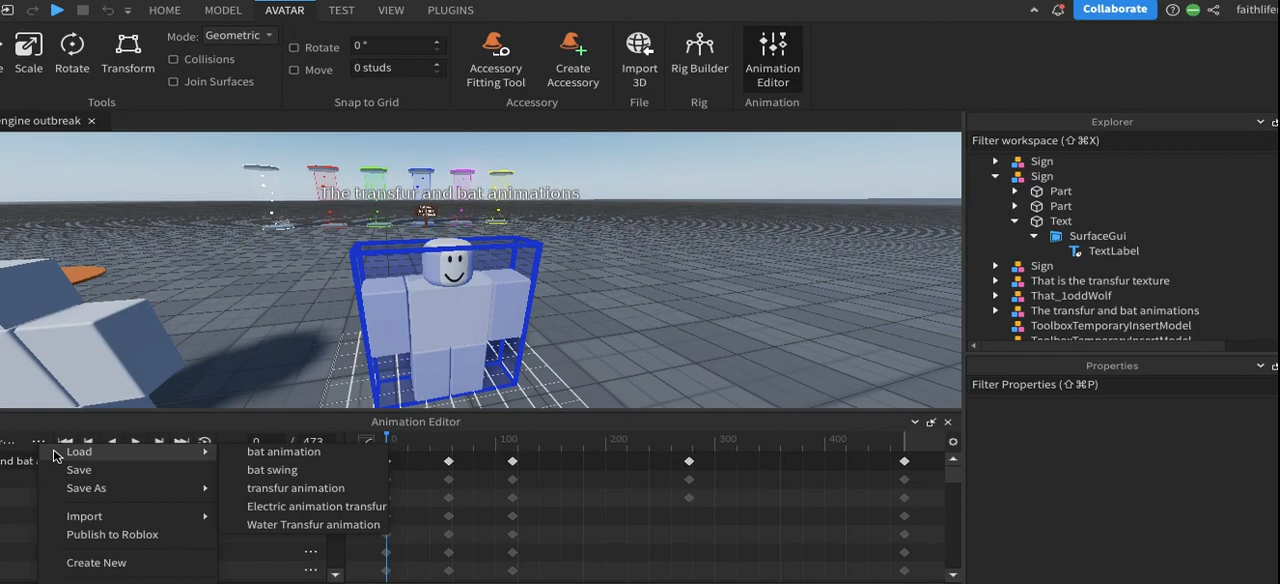 HOME MODEL AVATAR TEST VIEW PLUGINS Collaborate faithlife
Scale Rotate Transform Mode: Geometric
Collisions
Join Surfaces
Tools
Rotate 0 °
Move 0 studs
Snap to Grid
Accessory
Fitting Tool
Create
Accessory
Accessory
Import
3D
File
Rig Builder
Rig
Animation
Editor
Animation
engine outbreak
The transfur and bat animations
Explorer
Filter workspace (⇧⌘X)
Sign
Sign
Part
Part
Text
SurfaceGui
TextLabel
Sign
That is the transfur texture
That_1oddWolf
The transfur and bat animations
ToolboxTemporaryInsertModel
ToolboxTemporaryInsertModel
Properties
Filter Properties (⇧⌘P)
Animation Editor
0 / 473
0 100 200 300 400
and bat
Load
Save
Save As
Import
Publish to Roblox
Create New
bat animation
bat swing
transfur animation
Electric animation transfur
Water Transfur animation